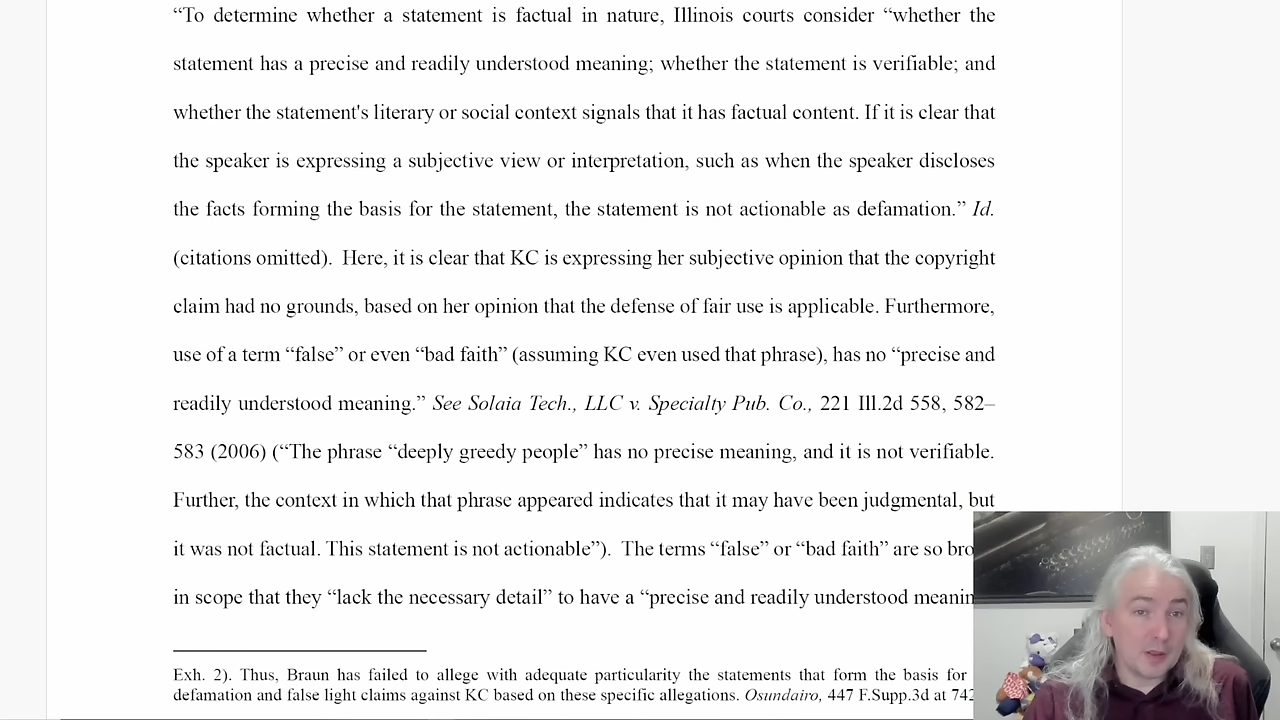 “To determine whether a statement is factual in nature, Illinois courts consider “whether the
statement has a precise and readily understood meaning; whether the statement is verifiable; and
whether the statement's literary or social context signals that it has factual content. If it is clear that
the speaker is expressing a subjective view or interpretation, such as when the speaker discloses
the facts forming the basis for the statement, the statement is not actionable as defamation.” Id.
(citations omitted). Here, it is clear that KC is expressing her subjective opinion that the copyright
claim had no grounds, based on her opinion that the defense of fair use is applicable. Furthermore,
use of a term “false” or even “bad faith” (assuming KC even used that phrase), has no “precise and
readily understood meaning.” See Solaia Tech., LLC v. Specialty Pub. Co., 221 Ill.2d 558, 582–
583 (2006) (“The phrase “deeply greedy people” has no precise meaning, and it is not verifiable.
Further, the context in which that phrase appeared indicates that it may have been judgmental, but
it was not factual. This statement is not actionable”). The terms “false” or “bad faith” are so
in scope that they “lack the necessary detail” to have a “precise and readily understood
Exh. 2). Thus, Braun has failed to allege with adequate particularity the statements that form the basis for
defamation and false light claims against KC based on these specific allegations. Osundairo, 447 F.Supp.3d at